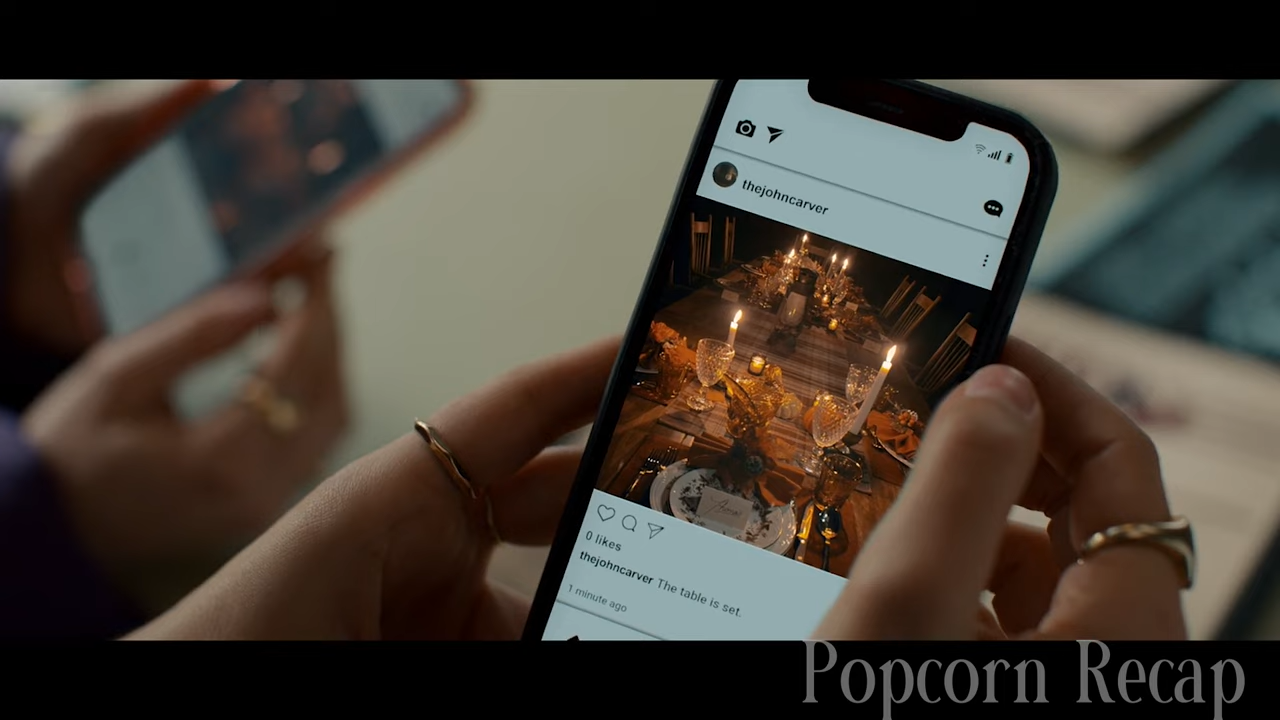 thejohncarver
0 likes
thejohncarver The table is set.
1 minute ago
Popcorn Recap